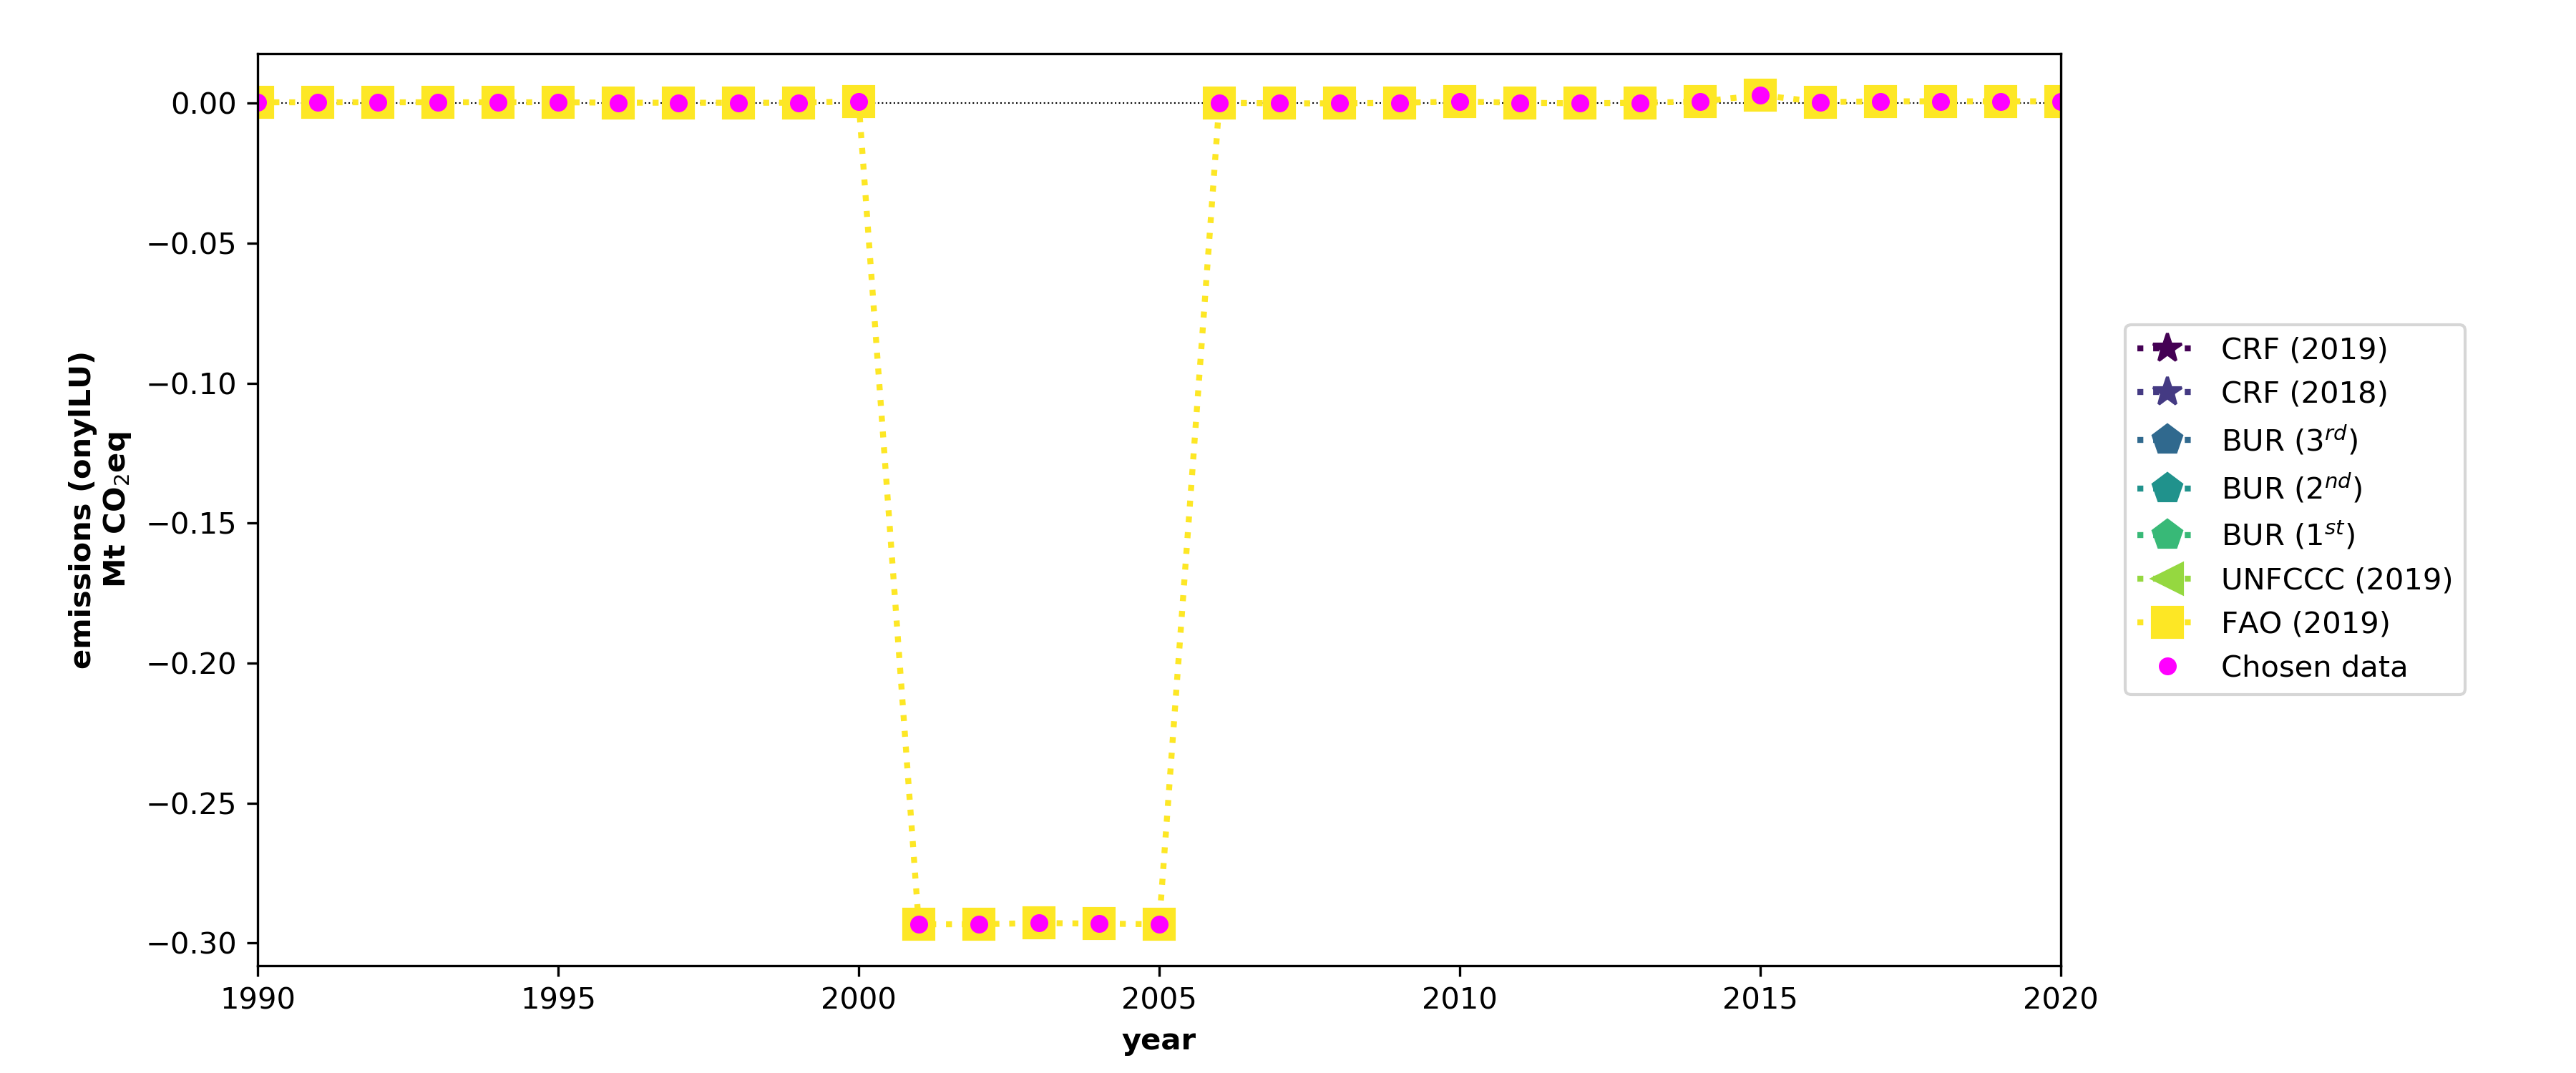 0.00
−0.05
−0.10
−0.15
−0.20
−0.25
−0.30
emissions (onylLU)
Mt CO₂eq
1990 1995 2000 2005 2010 2015 2020
year
CRF (2019)
CRF (2018)
BUR (3ʳᵈ)
BUR (2ⁿᵈ)
BUR (1ˢᵗ)
UNFCCC (2019)
FAO (2019)
Chosen data